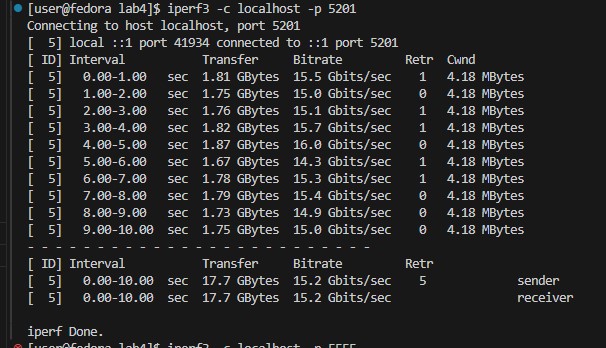 [user@fedora lab4]$ iperf3 -c localhost -p 5201
Connecting to host localhost, port 5201
[  5] local ::1 port 41934 connected to ::1 port 5201
[ ID] Interval           Transfer     Bitrate         Retr  Cwnd
[  5]   0.00-1.00   sec  1.81 GBytes  15.5 Gbits/sec    1   4.18 MBytes
[  5]   1.00-2.00   sec  1.75 GBytes  15.0 Gbits/sec    0   4.18 MBytes
[  5]   2.00-3.00   sec  1.76 GBytes  15.1 Gbits/sec    1   4.18 MBytes
[  5]   3.00-4.00   sec  1.82 GBytes  15.7 Gbits/sec    1   4.18 MBytes
[  5]   4.00-5.00   sec  1.87 GBytes  16.0 Gbits/sec    0   4.18 MBytes
[  5]   5.00-6.00   sec  1.67 GBytes  14.3 Gbits/sec    1   4.18 MBytes
[  5]   6.00-7.00   sec  1.78 GBytes  15.3 Gbits/sec    1   4.18 MBytes
[  5]   7.00-8.00   sec  1.79 GBytes  15.4 Gbits/sec    0   4.18 MBytes
[  5]   8.00-9.00   sec  1.73 GBytes  14.9 Gbits/sec    0   4.18 MBytes
[  5]   9.00-10.00  sec  1.75 GBytes  15.0 Gbits/sec    0   4.18 MBytes
- - - - - - - - - - - - - - - - - - - - - - - - -
[ ID] Interval           Transfer     Bitrate         Retr
[  5]   0.00-10.00  sec  17.7 GBytes  15.2 Gbits/sec    5             sender
[  5]   0.00-10.00  sec  17.7 GBytes  15.2 Gbits/sec                  receiver
iperf Done.
[user@fedora lab4]$ iperf3 -c localhost -p 5555